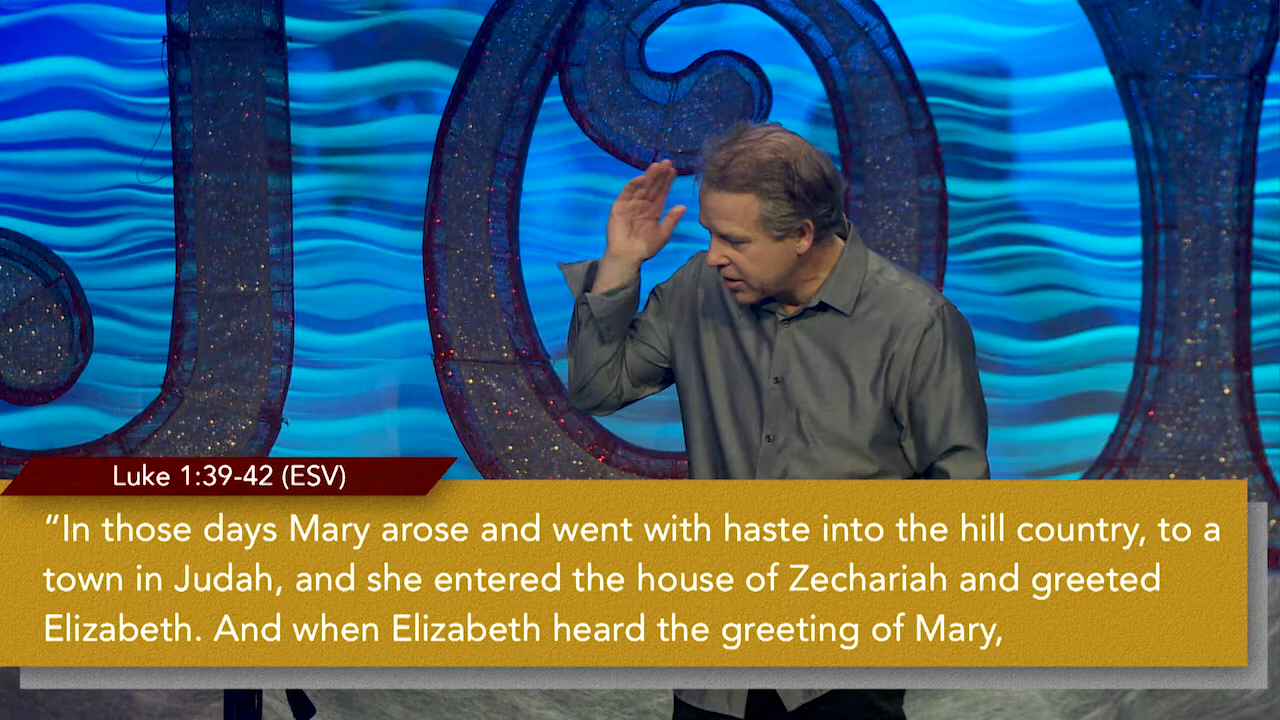 JOY
Luke 1:39-42 (ESV)
“In those days Mary arose and went with haste into the hill country, to a
town in Judah, and she entered the house of Zechariah and greeted
Elizabeth. And when Elizabeth heard the greeting of Mary,